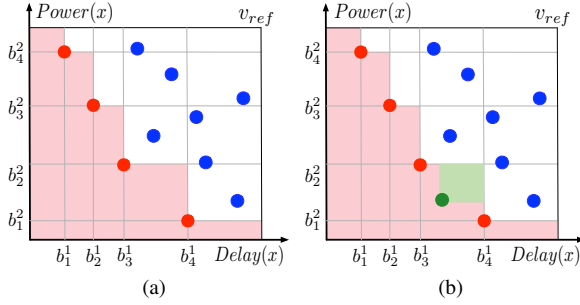 Power(x)
v_ref
b_4^2
b_3^2
b_2^2
b_1^2
b_1^1 b_2^1 b_3^1 b_4^1 Delay(x)
(a)
Power(x)
v_ref
b_4^2
b_3^2
b_2^2
b_1^2
b_1^1 b_2^1 b_3^1 b_4^1 Delay(x)
(b)